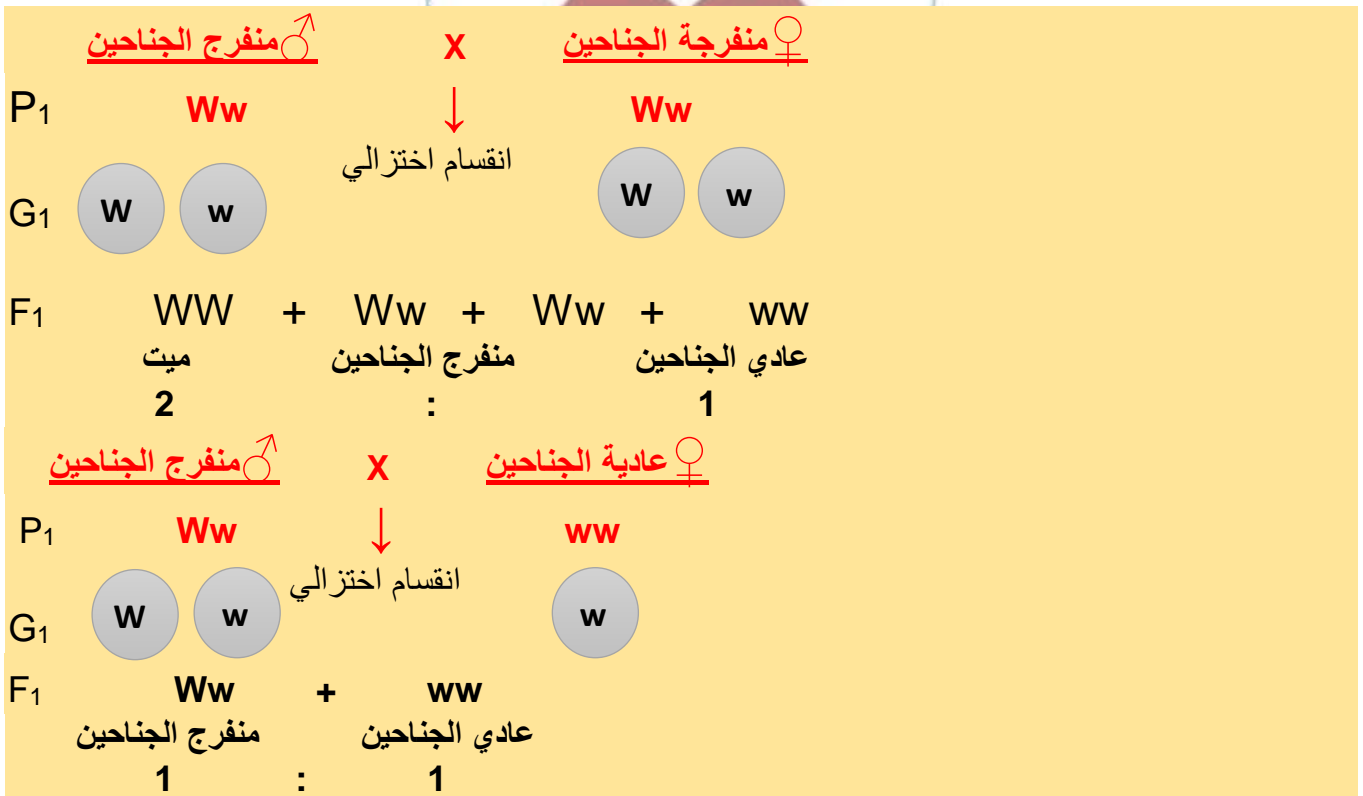 ♂منفرج الجناحين X ♀منفرجة الجناحين
P1 Ww ↓ Ww
انقسام اختزالي
G1 W w W w
F1 WW + Ww + Ww + ww
ميت منفرج الجناحين عادي الجناحين
2 : 1
♂منفرج الجناحين X ♀عادية الجناحين
P1 Ww ↓ ww
انقسام اختزالي
G1 W w w
F1 Ww + ww
منفرج الجناحين عادي الجناحين
1 : 1